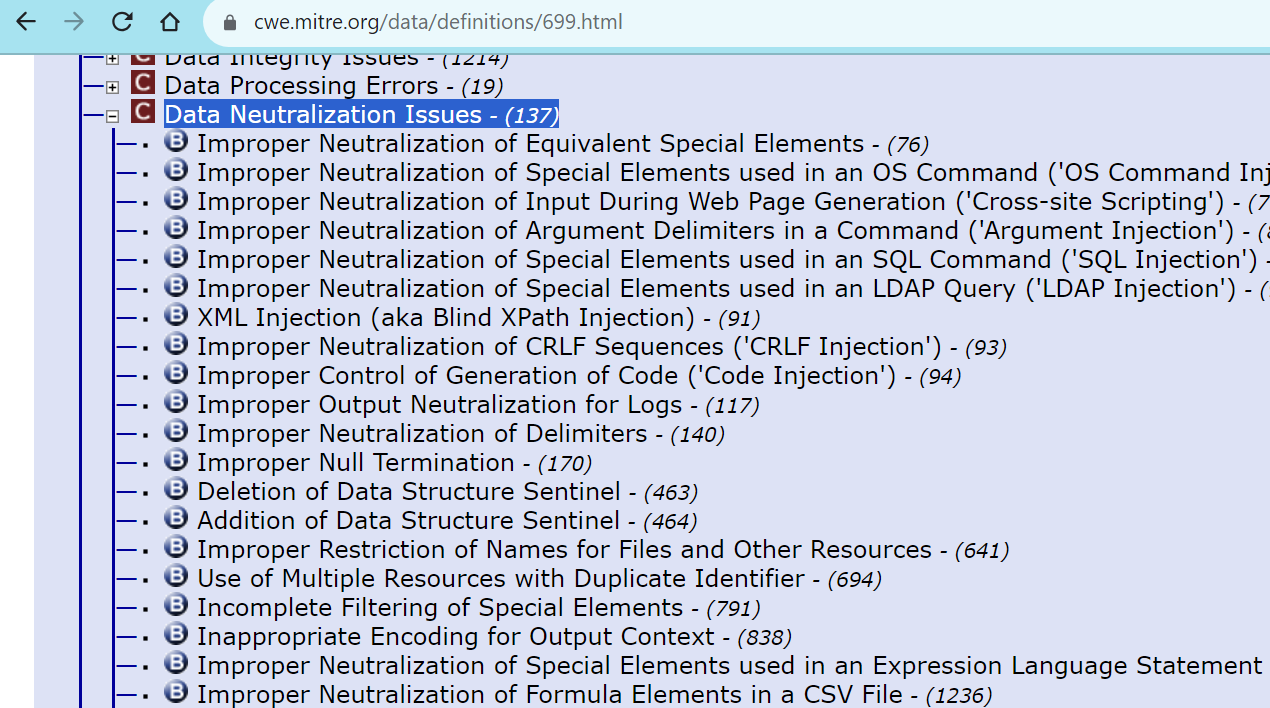 cwe.mitre.org/data/definitions/699.html
C Data Integrity Issues - (1214)
C Data Processing Errors - (19)
C Data Neutralization Issues - (137)
B Improper Neutralization of Equivalent Special Elements - (76)
B Improper Neutralization of Special Elements used in an OS Command ('OS Command Inj
B Improper Neutralization of Input During Web Page Generation ('Cross-site Scripting') - (7
B Improper Neutralization of Argument Delimiters in a Command ('Argument Injection') - (8
B Improper Neutralization of Special Elements used in an SQL Command ('SQL Injection') -
B Improper Neutralization of Special Elements used in an LDAP Query ('LDAP Injection') - (
B XML Injection (aka Blind XPath Injection) - (91)
B Improper Neutralization of CRLF Sequences ('CRLF Injection') - (93)
B Improper Control of Generation of Code ('Code Injection') - (94)
B Improper Output Neutralization for Logs - (117)
B Improper Neutralization of Delimiters - (140)
B Improper Null Termination - (170)
B Deletion of Data Structure Sentinel - (463)
B Addition of Data Structure Sentinel - (464)
B Improper Restriction of Names for Files and Other Resources - (641)
B Use of Multiple Resources with Duplicate Identifier - (694)
B Incomplete Filtering of Special Elements - (791)
B Inappropriate Encoding for Output Context - (838)
B Improper Neutralization of Special Elements used in an Expression Language Statement
B Improper Neutralization of Formula Elements in a CSV File - (1236)